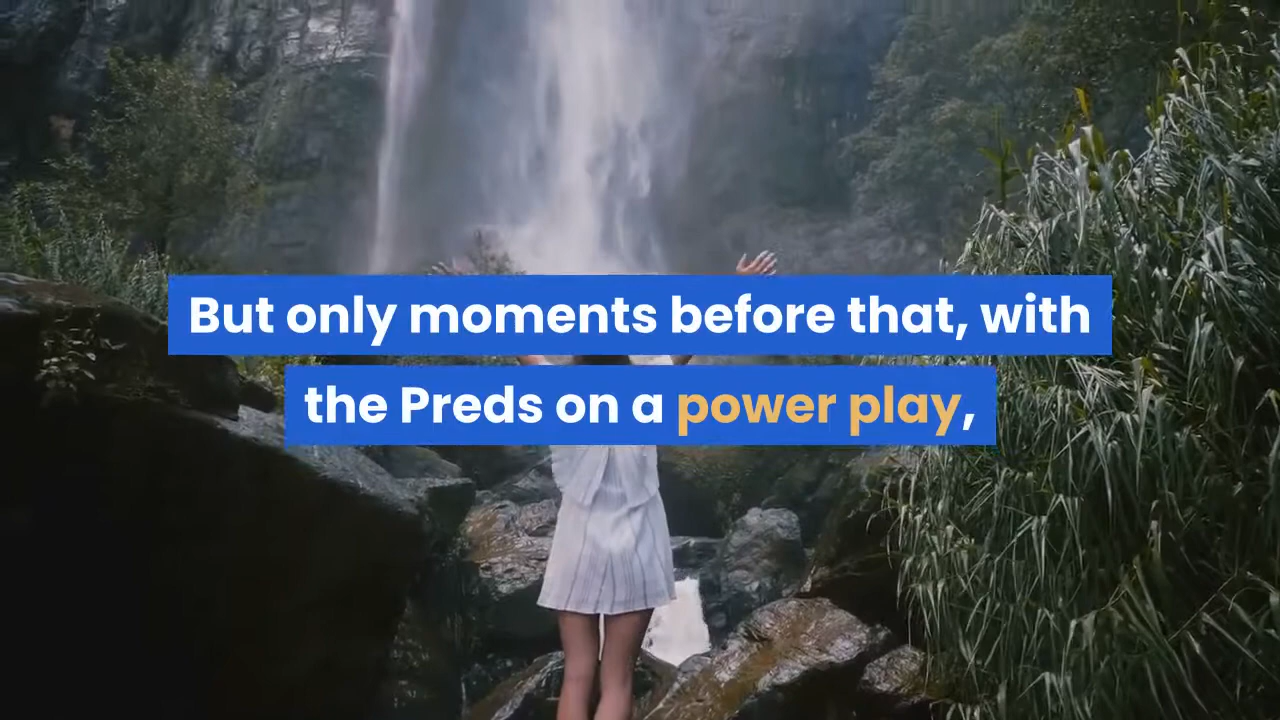 But only moments before that, with
the Preds on a power play,